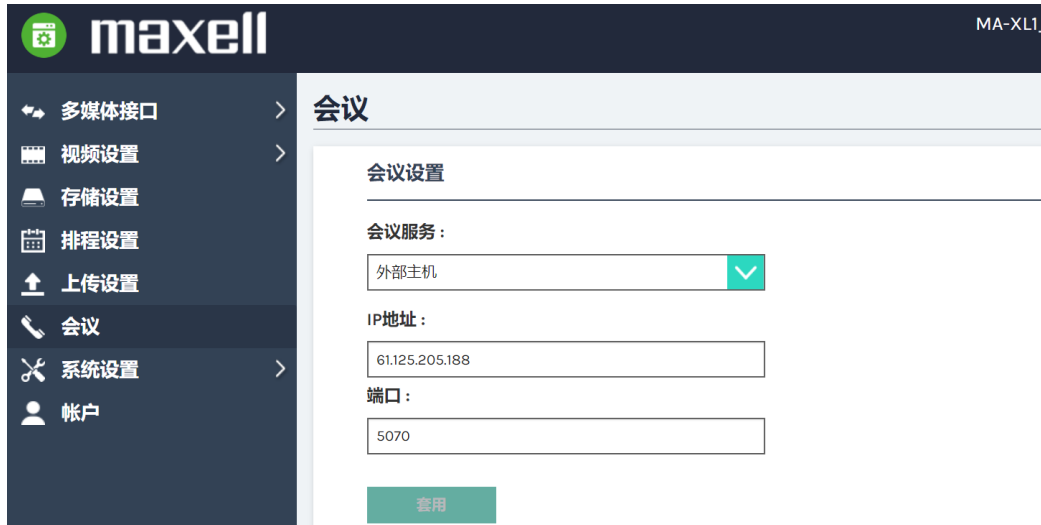 maxell
MA-XL1_
多媒体接口
视频设置
存储设置
排程设置
上传设置
会议
系统设置
帐户
会议
会议设置
会议服务：
外部主机
IP地址：
61.125.205.188
端口：
5070
套用